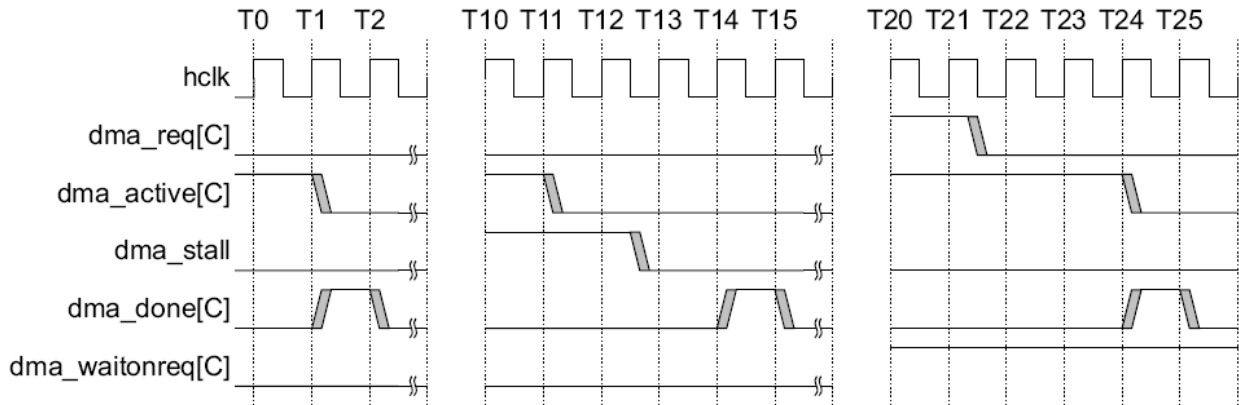 T0 T1 T2 T10 T11 T12 T13 T14 T15 T20 T21 T22 T23 T24 T25
hclk
dma_req[C]
dma_active[C]
dma_stall
dma_done[C]
dma_waitonreq[C]